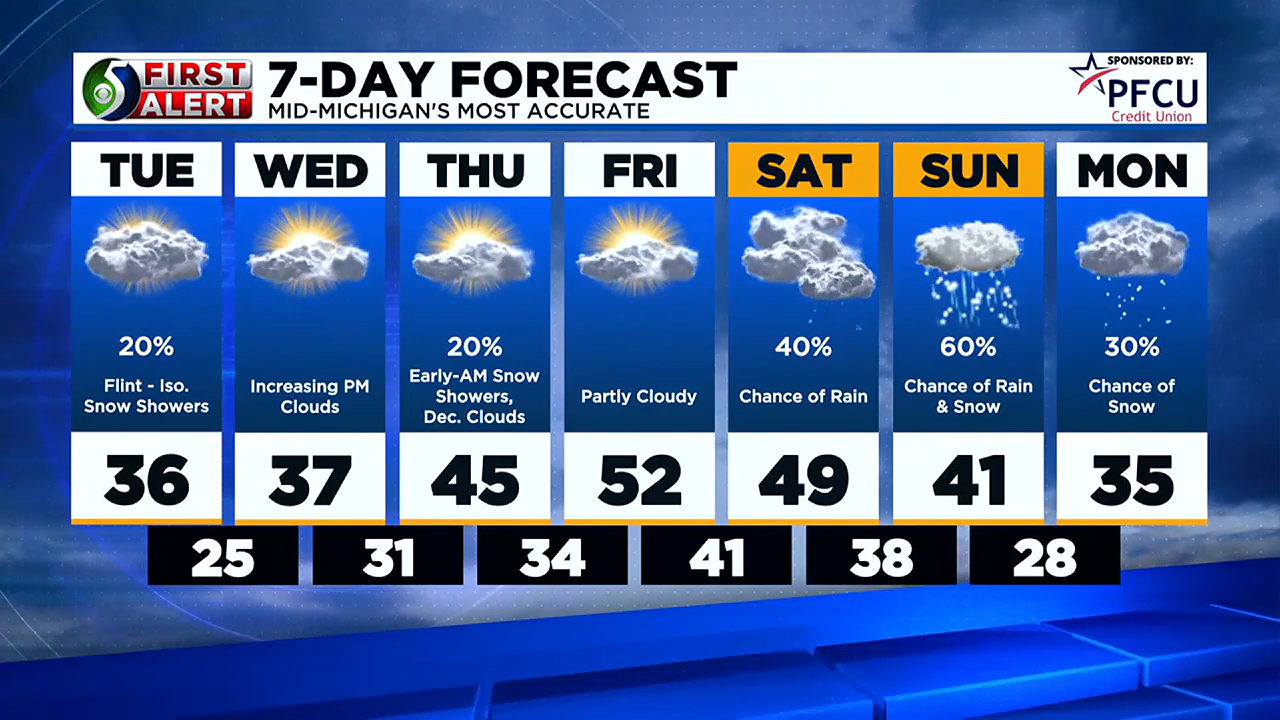 5 FIRST
ALERT
7-DAY FORECAST
MID-MICHIGAN'S MOST ACCURATE
SPONSORED BY:
PFCU
Credit Union
TUE
20%
Flint - Iso.
Snow Showers
36
WED
Increasing PM
Clouds
37
THU
20%
Early-AM Snow
Showers,
Dec. Clouds
45
FRI
Partly Cloudy
52
SAT
40%
Chance of Rain
49
SUN
60%
Chance of Rain
& Snow
41
MON
30%
Chance of
Snow
35
25
31
34
41
38
28